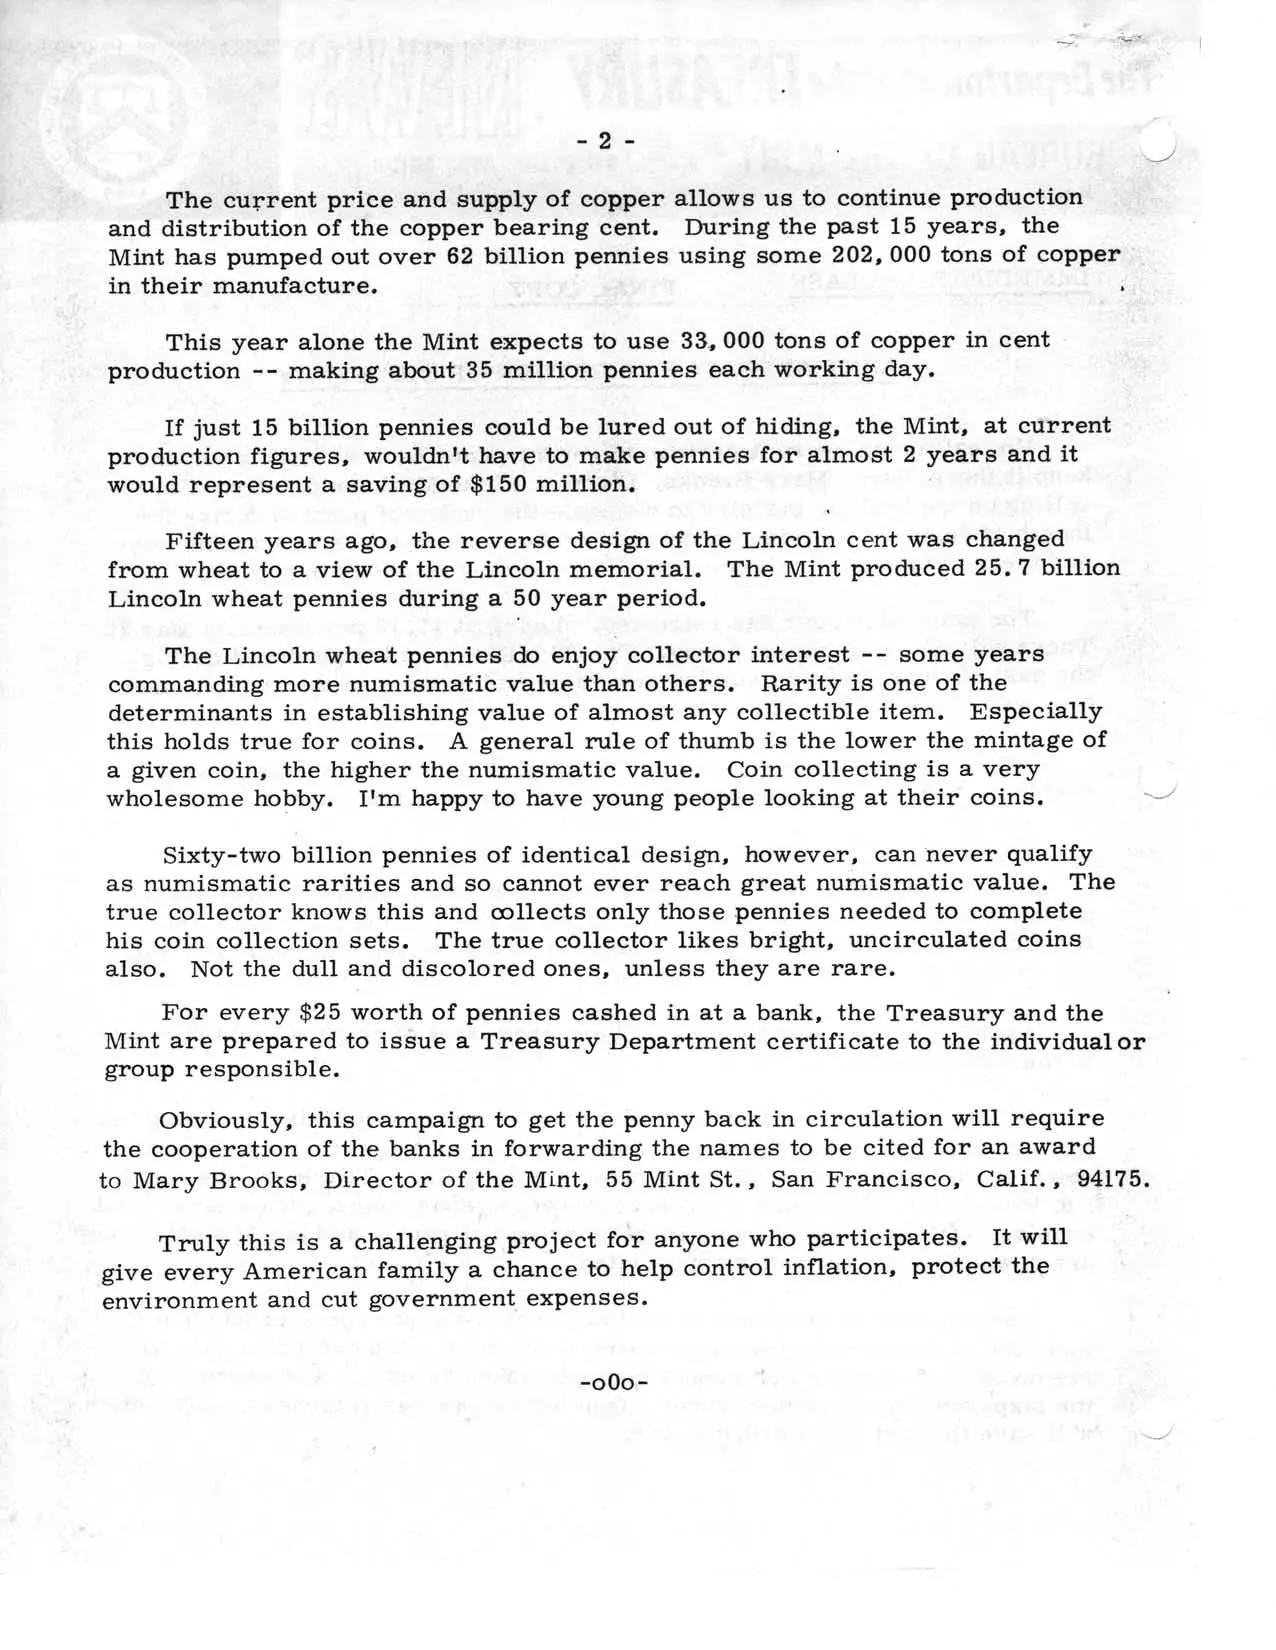 - 2 -
The current price and supply of copper allows us to continue production
and distribution of the copper bearing cent. During the past 15 years, the
Mint has pumped out over 62 billion pennies using some 202,000 tons of copper
in their manufacture.
This year alone the Mint expects to use 33,000 tons of copper in cent
production -- making about 35 million pennies each working day.
If just 15 billion pennies could be lured out of hiding, the Mint, at current
production figures, wouldn't have to make pennies for almost 2 years and it
would represent a saving of $150 million.
Fifteen years ago, the reverse design of the Lincoln cent was changed
from wheat to a view of the Lincoln memorial. The Mint produced 25.7 billion
Lincoln wheat pennies during a 50 year period.
The Lincoln wheat pennies do enjoy collector interest -- some years
commanding more numismatic value than others. Rarity is one of the
determinants in establishing value of almost any collectible item. Especially
this holds true for coins. A general rule of thumb is the lower the mintage of
a given coin, the higher the numismatic value. Coin collecting is a very
wholesome hobby. I'm happy to have young people looking at their coins.
Sixty-two billion pennies of identical design, however, can never qualify
as numismatic rarities and so cannot ever reach great numismatic value. The
true collector knows this and collects only those pennies needed to complete
his coin collection sets. The true collector likes bright, uncirculated coins
also. Not the dull and discolored ones, unless they are rare.
For every $25 worth of pennies cashed in at a bank, the Treasury and the
Mint are prepared to issue a Treasury Department certificate to the individual or
group responsible.
Obviously, this campaign to get the penny back in circulation will require
the cooperation of the banks in forwarding the names to be cited for an award
to Mary Brooks, Director of the Mint, 55 Mint St., San Francisco, Calif., 94175.
Truly this is a challenging project for anyone who participates. It will
give every American family a chance to help control inflation, protect the
environment and cut government expenses.
-oOo-